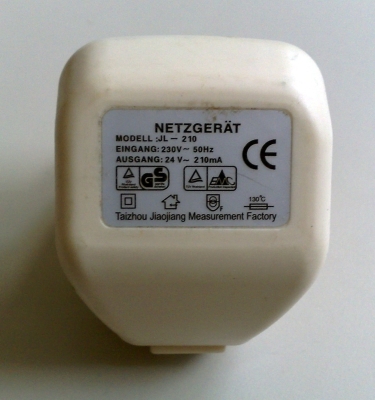 NETZGERÄT
MODELL :JL — 210
EINGANG: 230V ~ 50Hz
AUSGANG: 24 V ~ 210mA
CE
GS
130°C
F
Taizhou Jiaojiang Measurement Factory